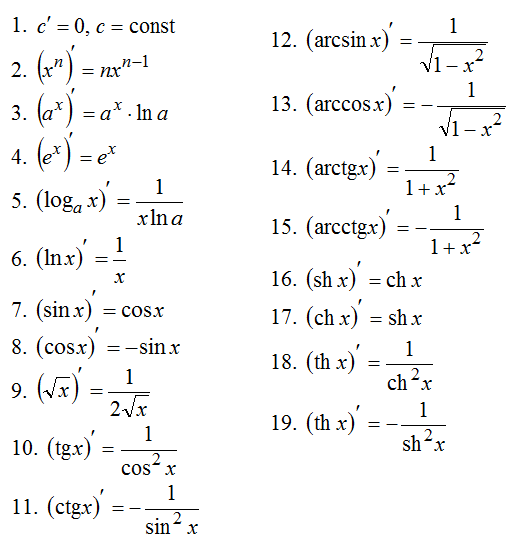 1. c′ = 0, c = const
2. (xⁿ)′ = nxⁿ⁻¹
3. (aˣ)′ = aˣ · ln a
4. (eˣ)′ = eˣ
5. (logₐ x)′ = 1/(x ln a)
6. (ln x)′ = 1/x
7. (sin x)′ = cos x
8. (cos x)′ = −sin x
9. (√x)′ = 1/(2√x)
10. (tgx)′ = 1/(cos² x)
11. (ctgx)′ = −1/(sin² x)
12. (arcsin x)′ = 1/√(1 − x²)
13. (arccos x)′ = −1/√(1 − x²)
14. (arctgx)′ = 1/(1 + x²)
15. (arcctgx)′ = −1/(1 + x²)
16. (sh x)′ = ch x
17. (ch x)′ = sh x
18. (th x)′ = 1/(ch² x)
19. (th x)′ = −1/(sh² x)